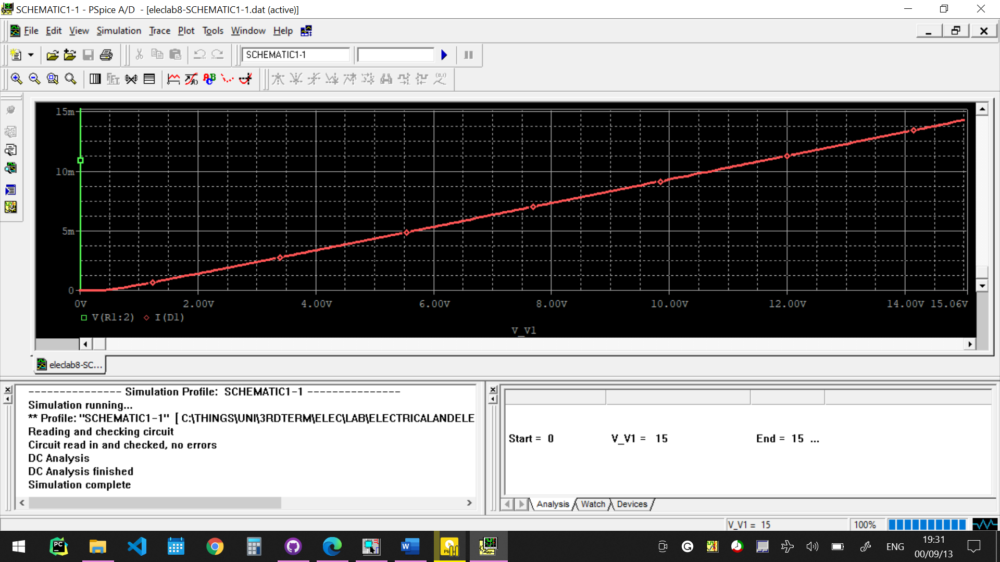 SCHEMATIC1-1 - PSpice A/D - [eleclab8-SCHEMATIC1-1.dat (active)]
File Edit View Simulation Trace Plot Tools Window Help
SCHEMATIC1-1
15m
10m
5m
0
0V 2.00V 4.00V 6.00V 8.00V 10.00V 12.00V 14.00V 15.06V
V(R1:2) I(D1)
V_V1
eleclab8-SC...
--------------- Simulation Profile: SCHEMATIC1-1 ---------------
Simulation running...
** Profile: "SCHEMATIC1-1" [ C:\THINGS\UNI\3RDTERM\ELEC\LAB\ELECTRICALANDELE
Reading and checking circuit
Circuit read in and checked, no errors
DC Analysis
DC Analysis finished
Simulation complete
Start = 0 V_V1 = 15 End = 15 ...
Analysis Watch Devices
V_V1 = 15 100%
ENG
19:31
00/09/13